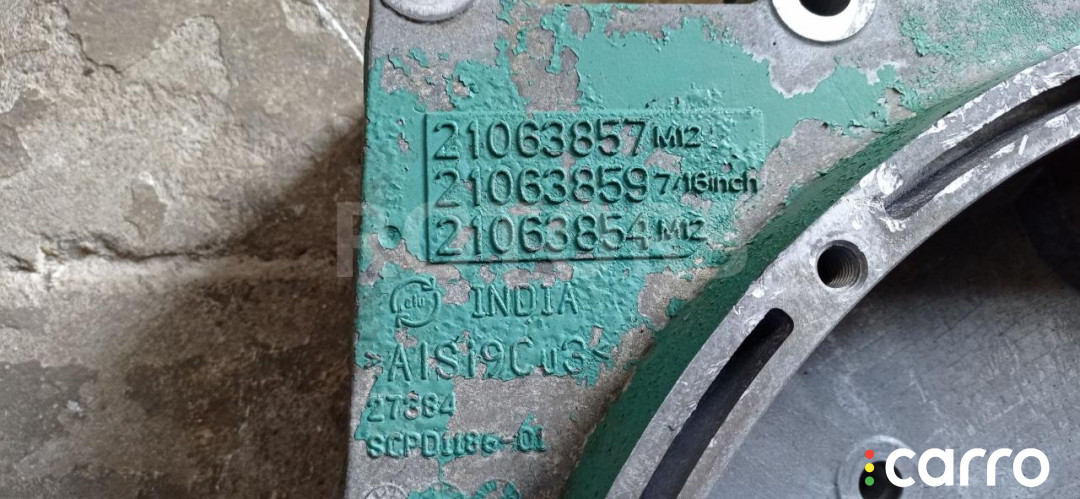 21063857 M12
21063859 7/16inch
21063854 M12
INDIA
>AlSi9Cu3<
27384
SCPD1186-01
carro